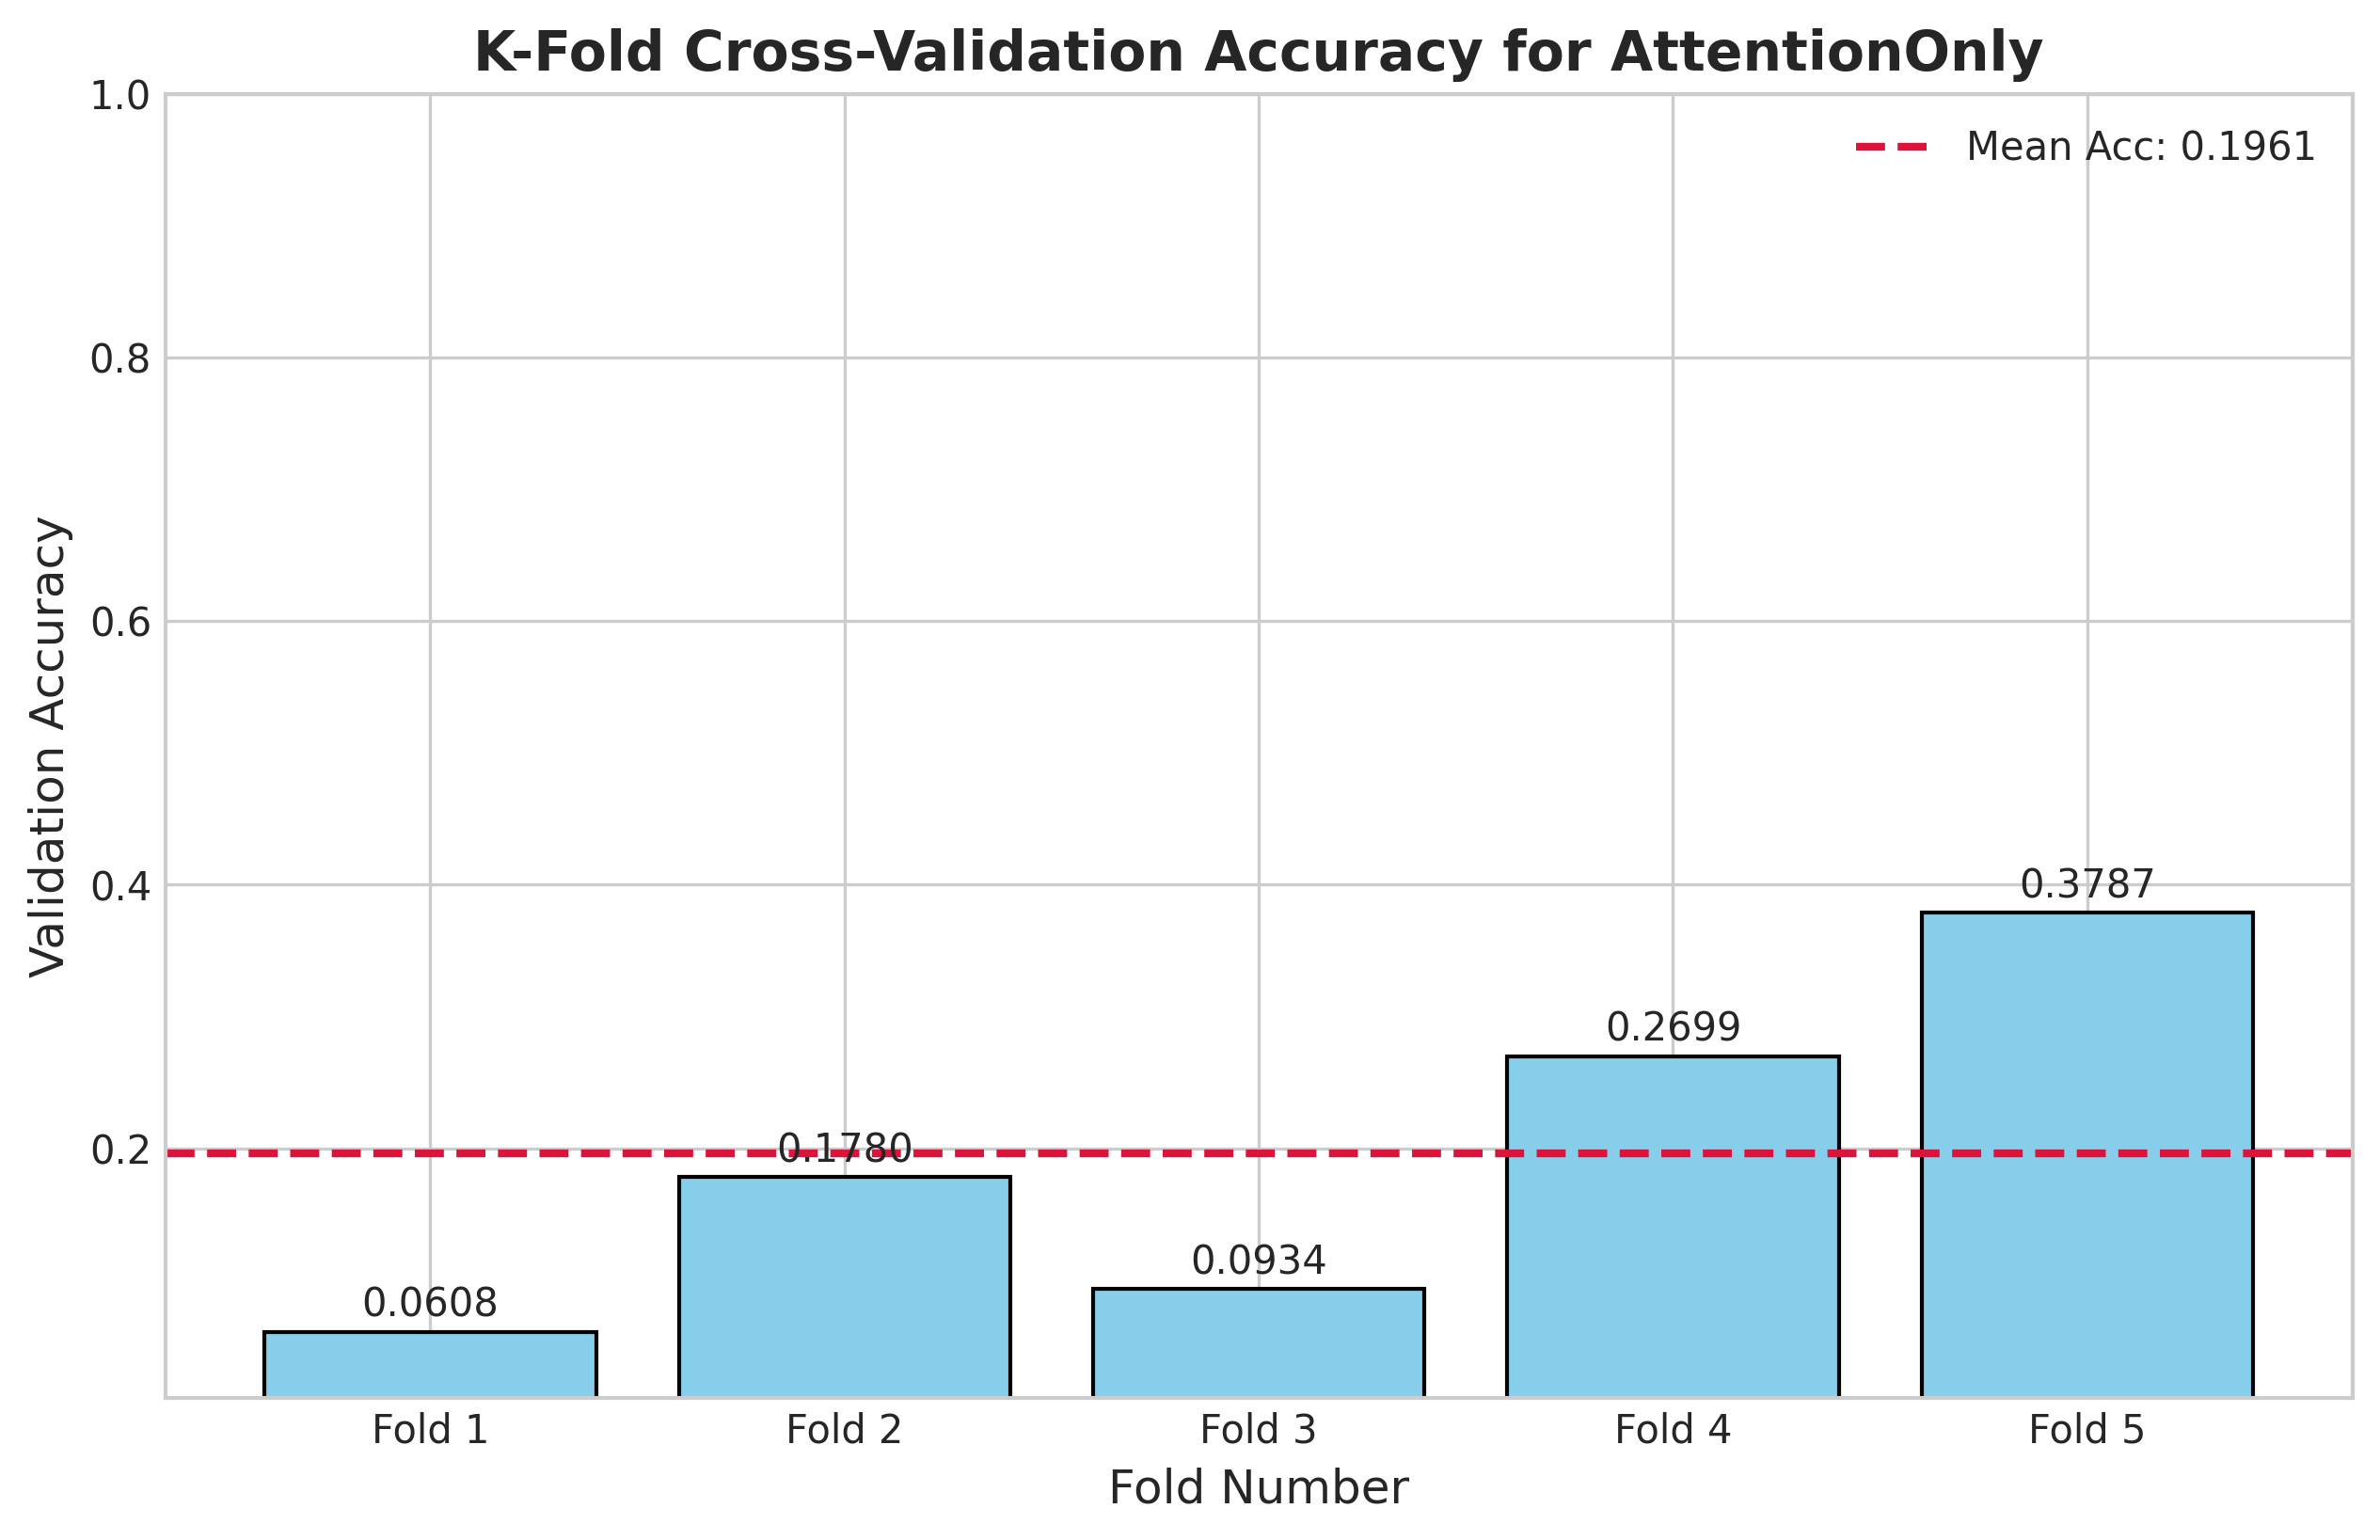 K-Fold Cross-Validation Accuracy for AttentionOnly
Mean Acc: 0.1961
Validation Accuracy
1.0
0.8
0.6
0.4
0.2
0.0608
0.1780
0.0934
0.2699
0.3787
Fold 1
Fold 2
Fold 3
Fold 4
Fold 5
Fold Number